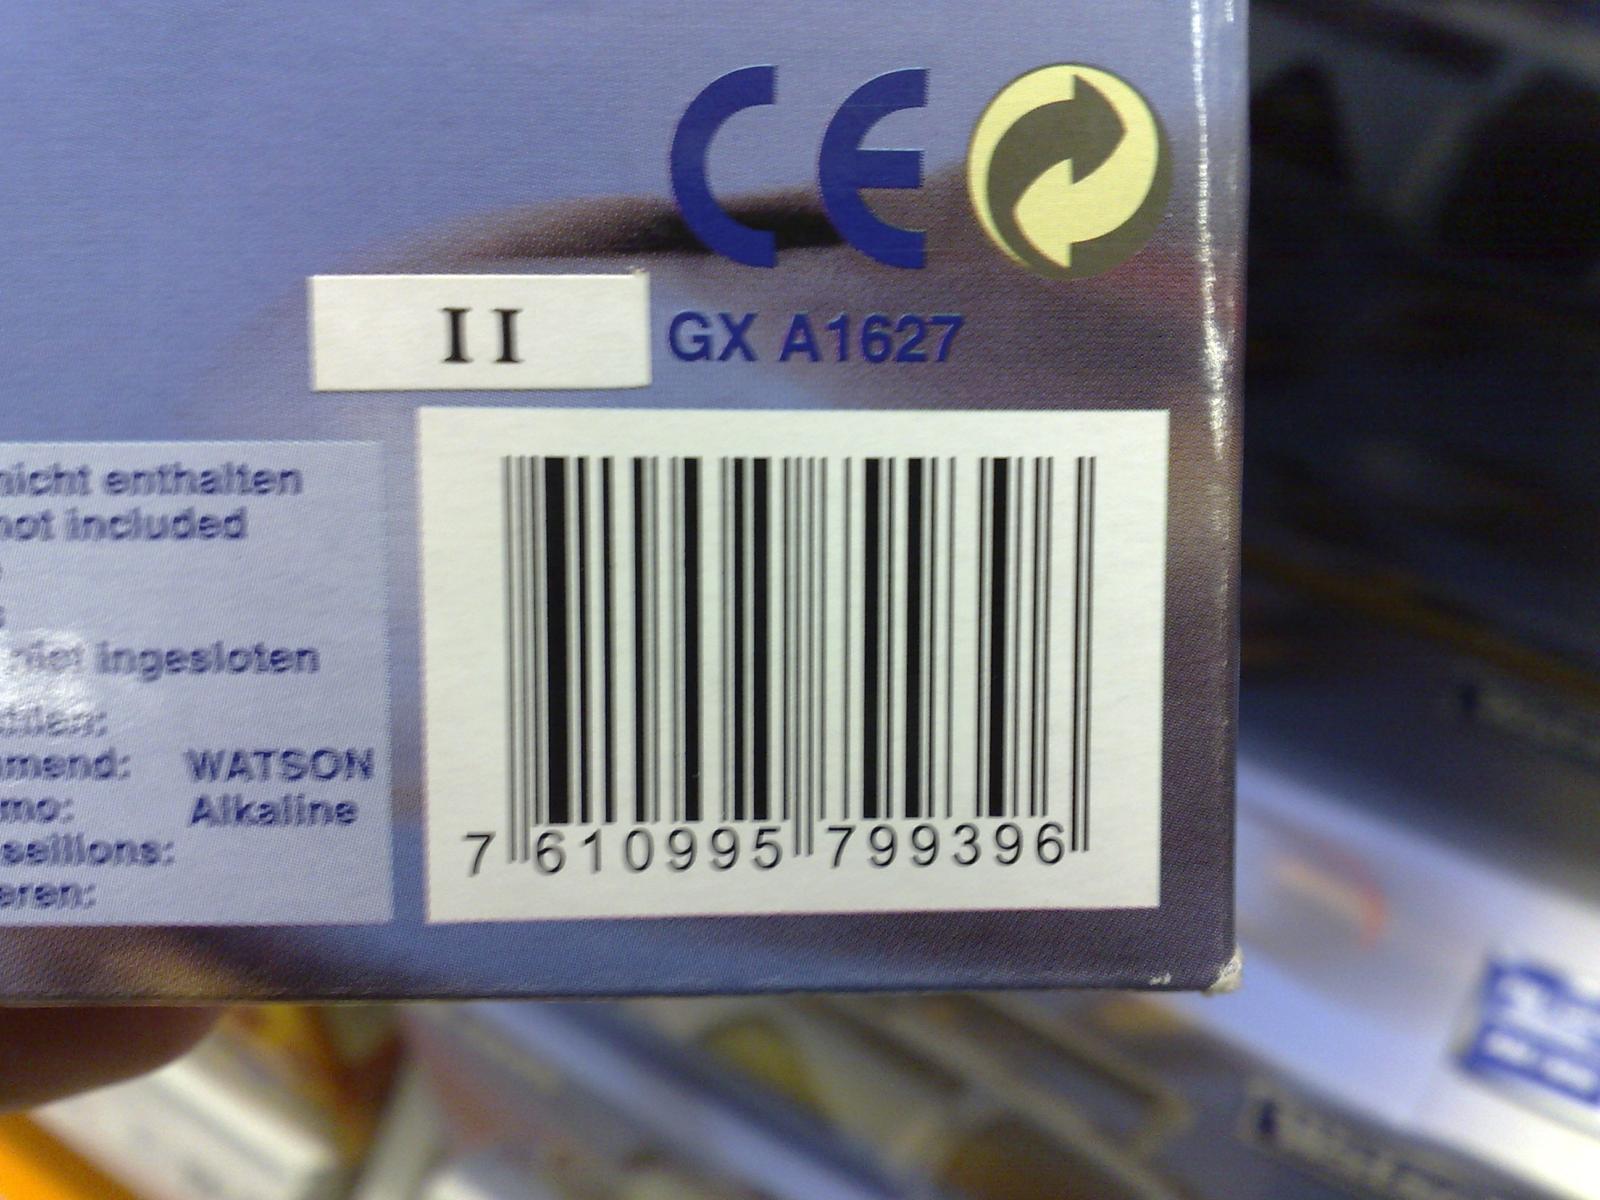 CE
II
GX A1627
nicht enthalten
not included
niet ingesloten
WATSON
Alkaline
7 610995 799396